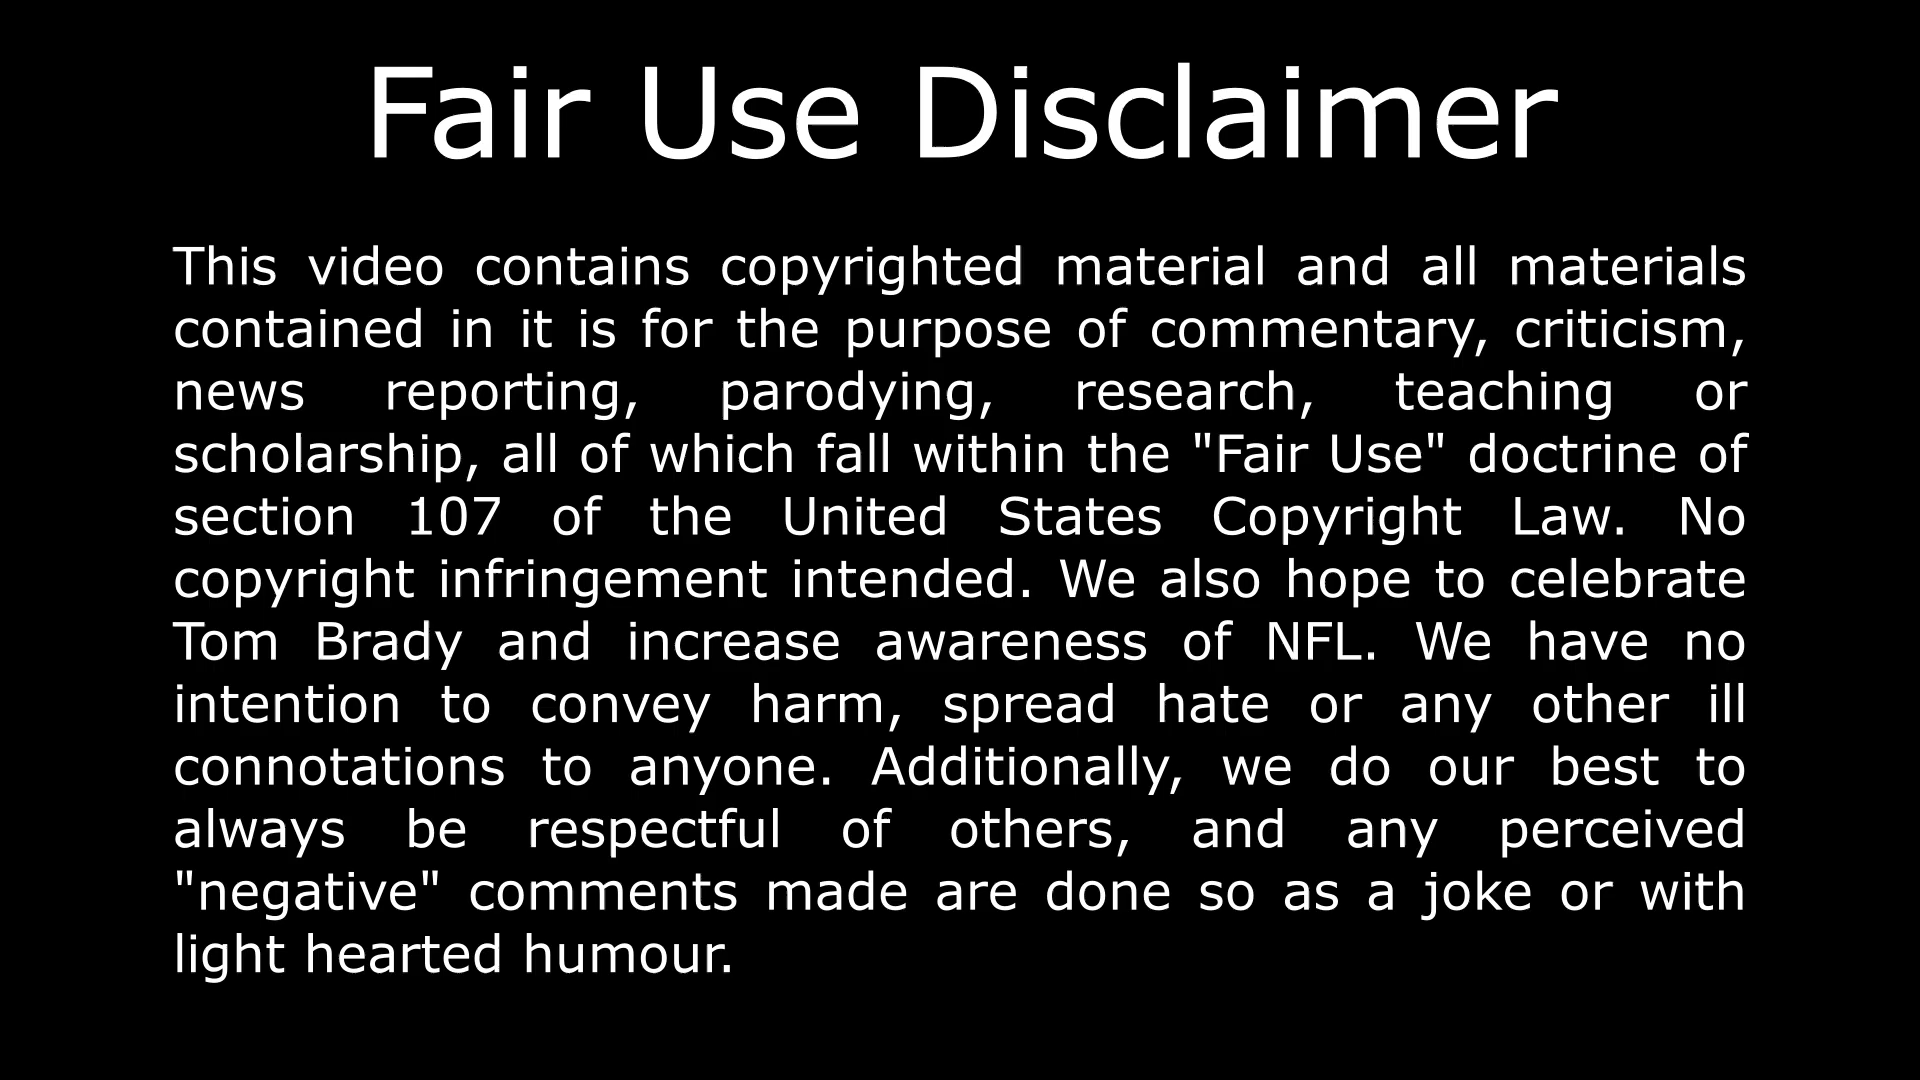 Fair Use Disclaimer
This video contains copyrighted material and all materials
contained in it is for the purpose of commentary, criticism,
news reporting, parodying, research, teaching or
scholarship, all of which fall within the "Fair Use" doctrine of
section 107 of the United States Copyright Law. No
copyright infringement intended. We also hope to celebrate
Tom Brady and increase awareness of NFL. We have no
intention to convey harm, spread hate or any other ill
connotations to anyone. Additionally, we do our best to
always be respectful of others, and any perceived
"negative" comments made are done so as a joke or with
light hearted humour.